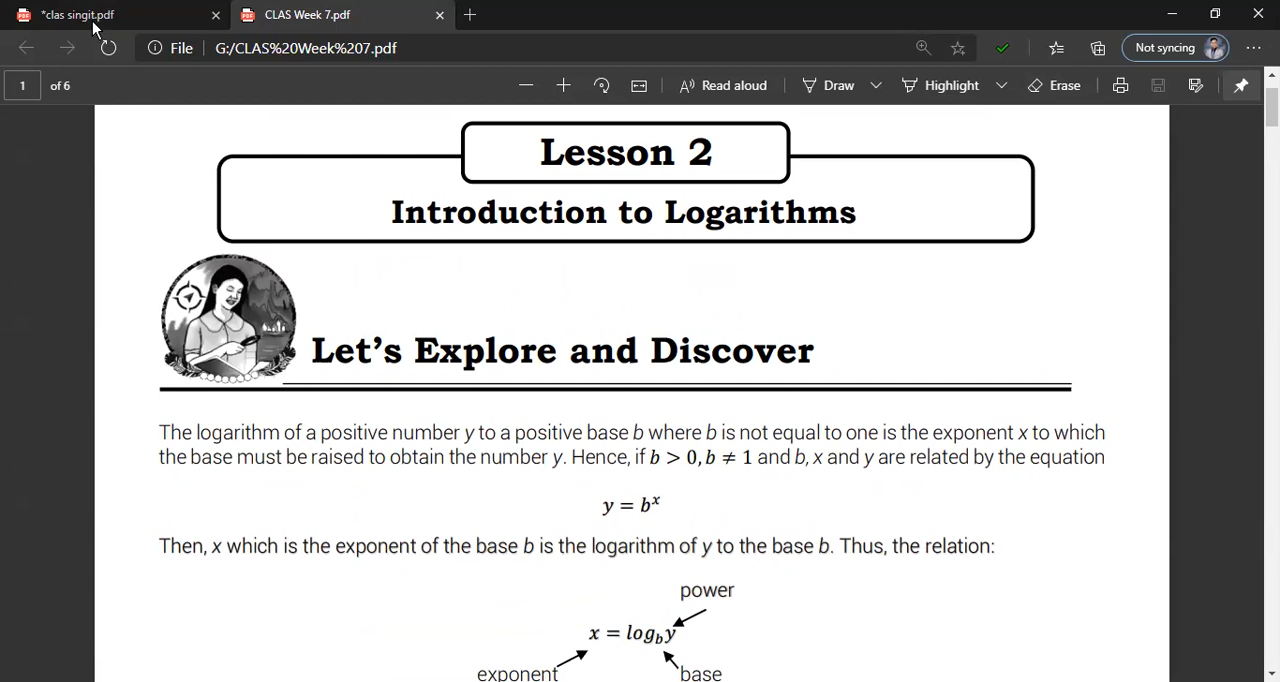 *clas singit.pdf
CLAS Week 7.pdf
File
G:/CLAS%20Week%207.pdf
Not syncing
1 of 6
Read aloud
Draw
Highlight
Erase
Lesson 2
Introduction to Logarithms
Let's Explore and Discover
The logarithm of a positive number y to a positive base b where b is not equal to one is the exponent x to which
the base must be raised to obtain the number y. Hence, if b > 0, b ≠ 1 and b, x and y are related by the equation
y = bˣ
Then, x which is the exponent of the base b is the logarithm of y to the base b. Thus, the relation:
power
x = log_b y
exponent
base